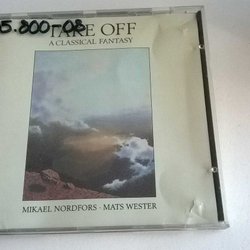 5.800-08
TAKE OFF
A CLASSICAL FANTASY
MIKAEL NORDFORS · MATS WESTER